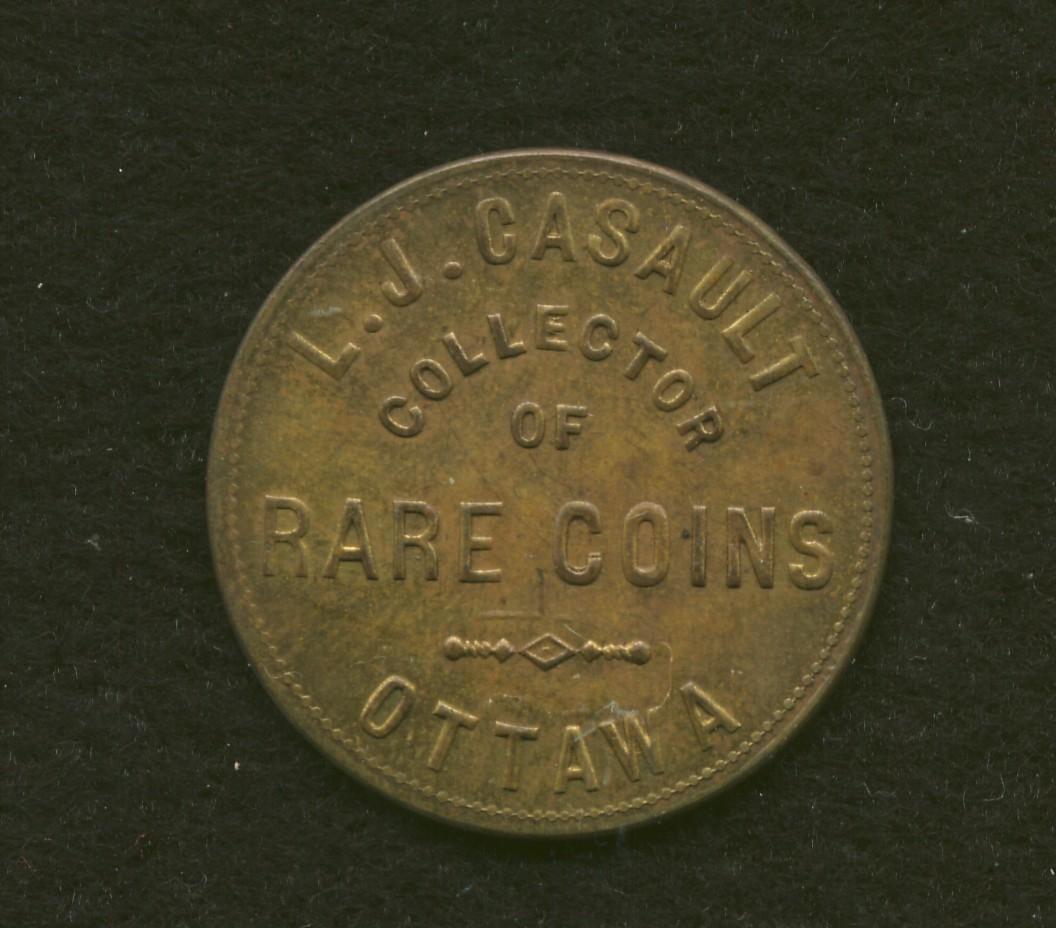 L. J. CASAULT
COLLECTOR
OF
RARE COINS
OTTAWA